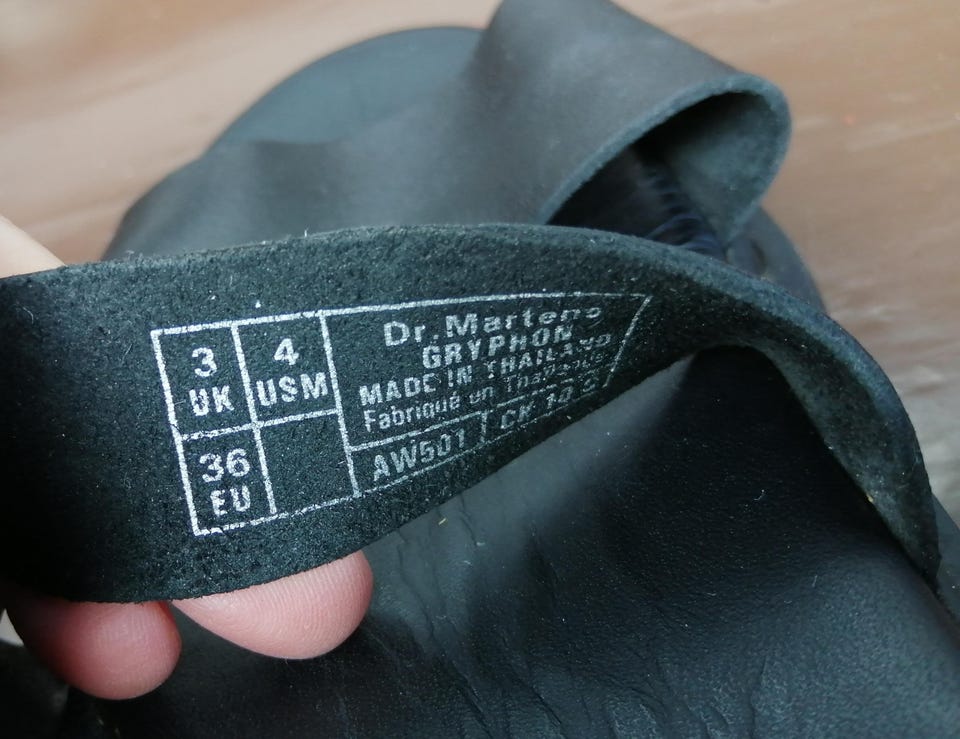 3 UK
4 USM
36 EU
Dr. Martens
GRYPHON
MADE IN THAILAND
Fabriqué en Thaïlande
AW501